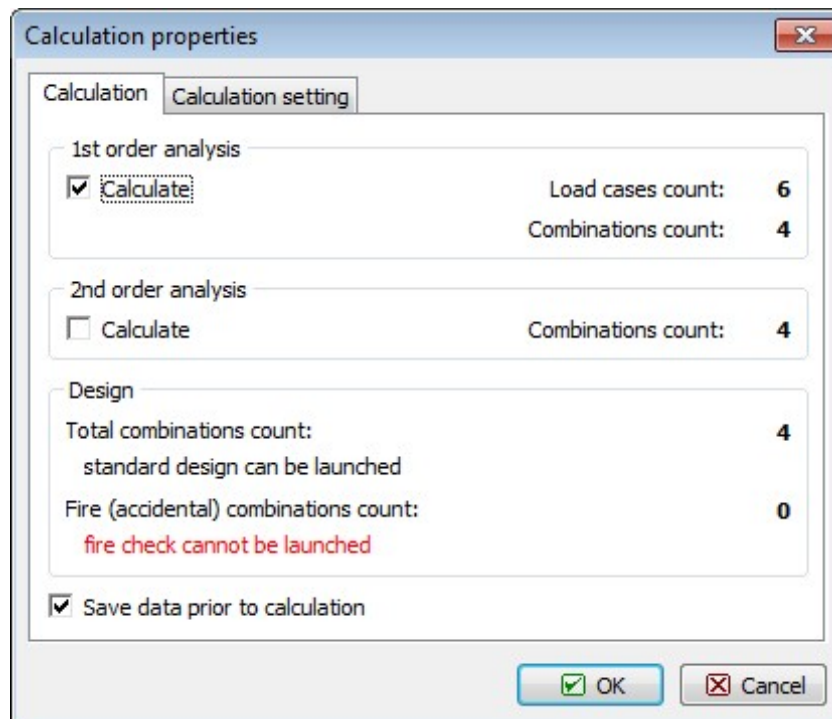 Calculation properties
Calculation
Calculation setting
1st order analysis
Calculate
Load cases count: 6
Combinations count: 4
2nd order analysis
Calculate
Combinations count: 4
Design
Total combinations count: 4
standard design can be launched
Fire (accidental) combinations count: 0
fire check cannot be launched
Save data prior to calculation
OK
Cancel